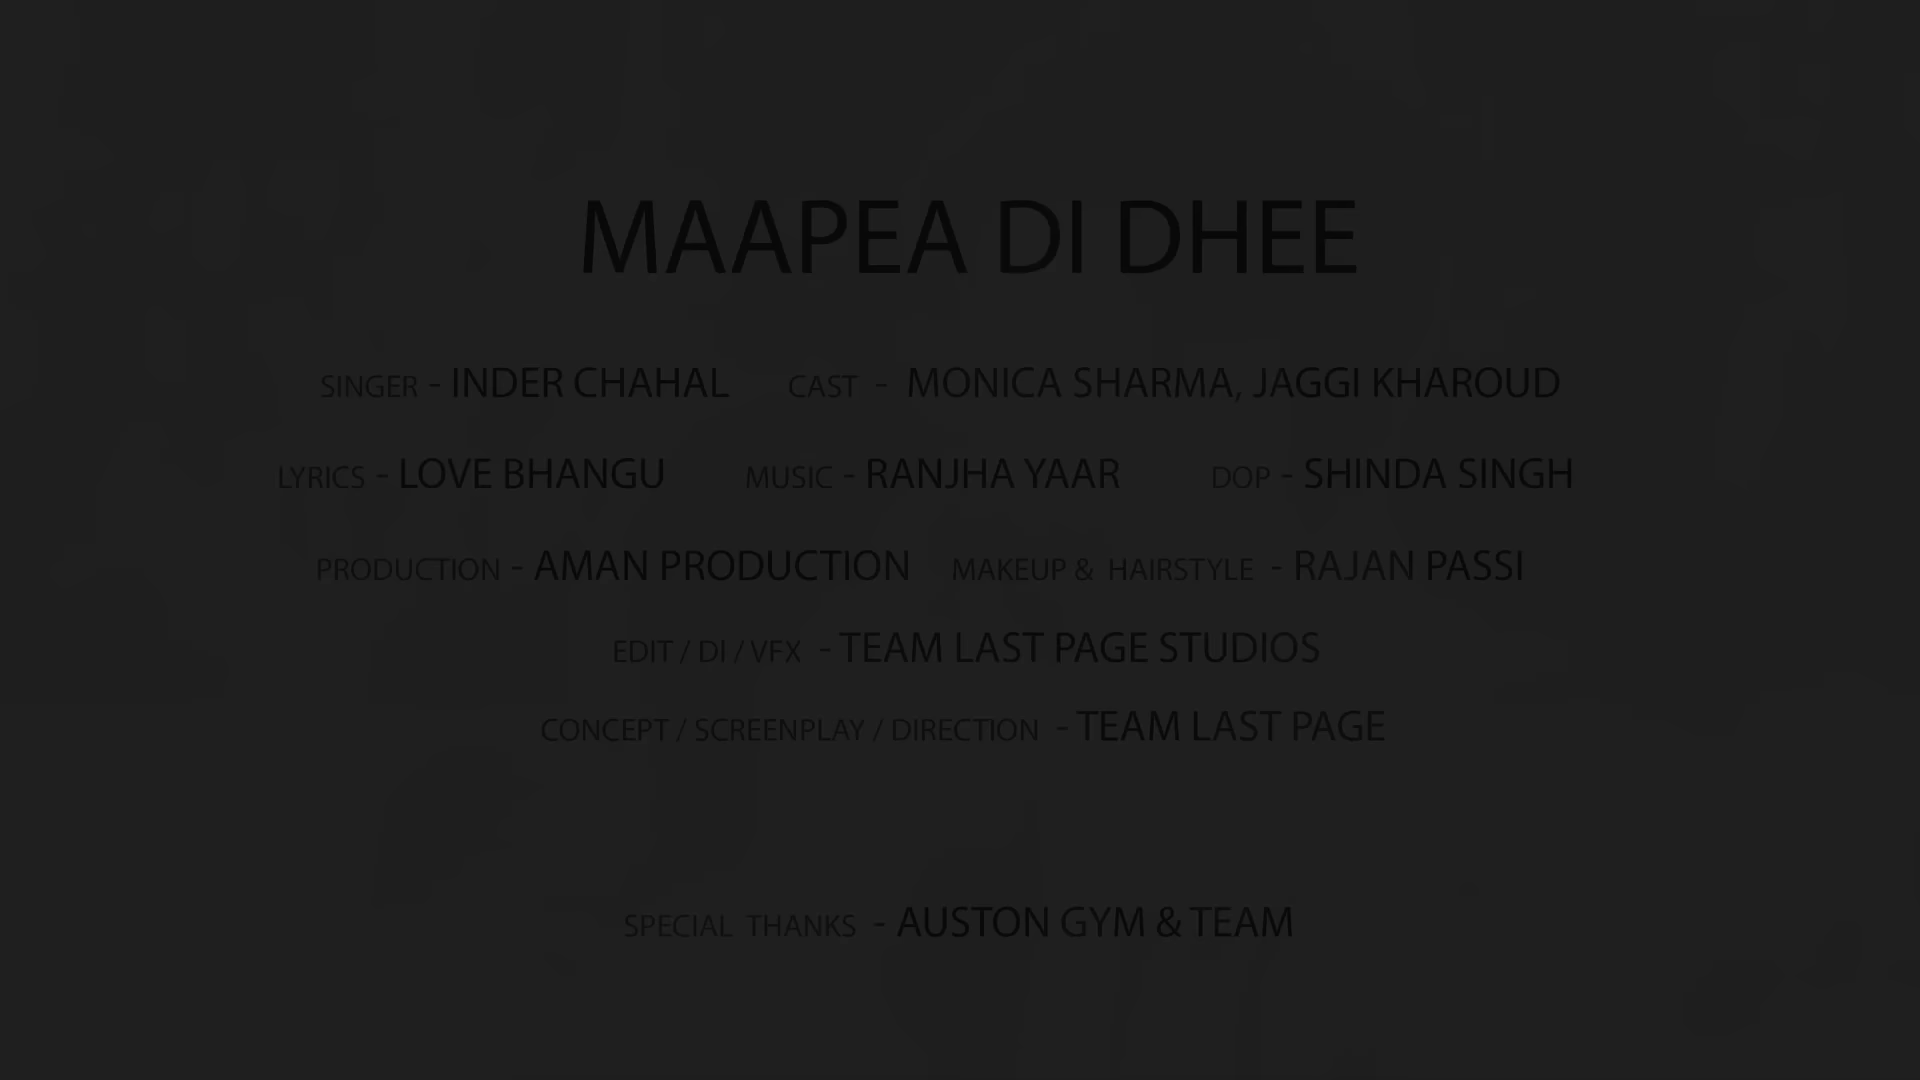 MAAPEA DI DHEE
SINGER - INDER CHAHAL CAST - MONICA SHARMA, JAGGI KHAROUD
LYRICS - LOVE BHANGU MUSIC - RANJHA YAAR DOP - SHINDA SINGH
PRODUCTION - AMAN PRODUCTION MAKEUP & HAIRSTYLE - RAJAN PASSI
EDIT / DI / VFX - TEAM LAST PAGE STUDIOS
CONCEPT / SCREENPLAY / DIRECTION - TEAM LAST PAGE
SPECIAL THANKS - AUSTON GYM & TEAM